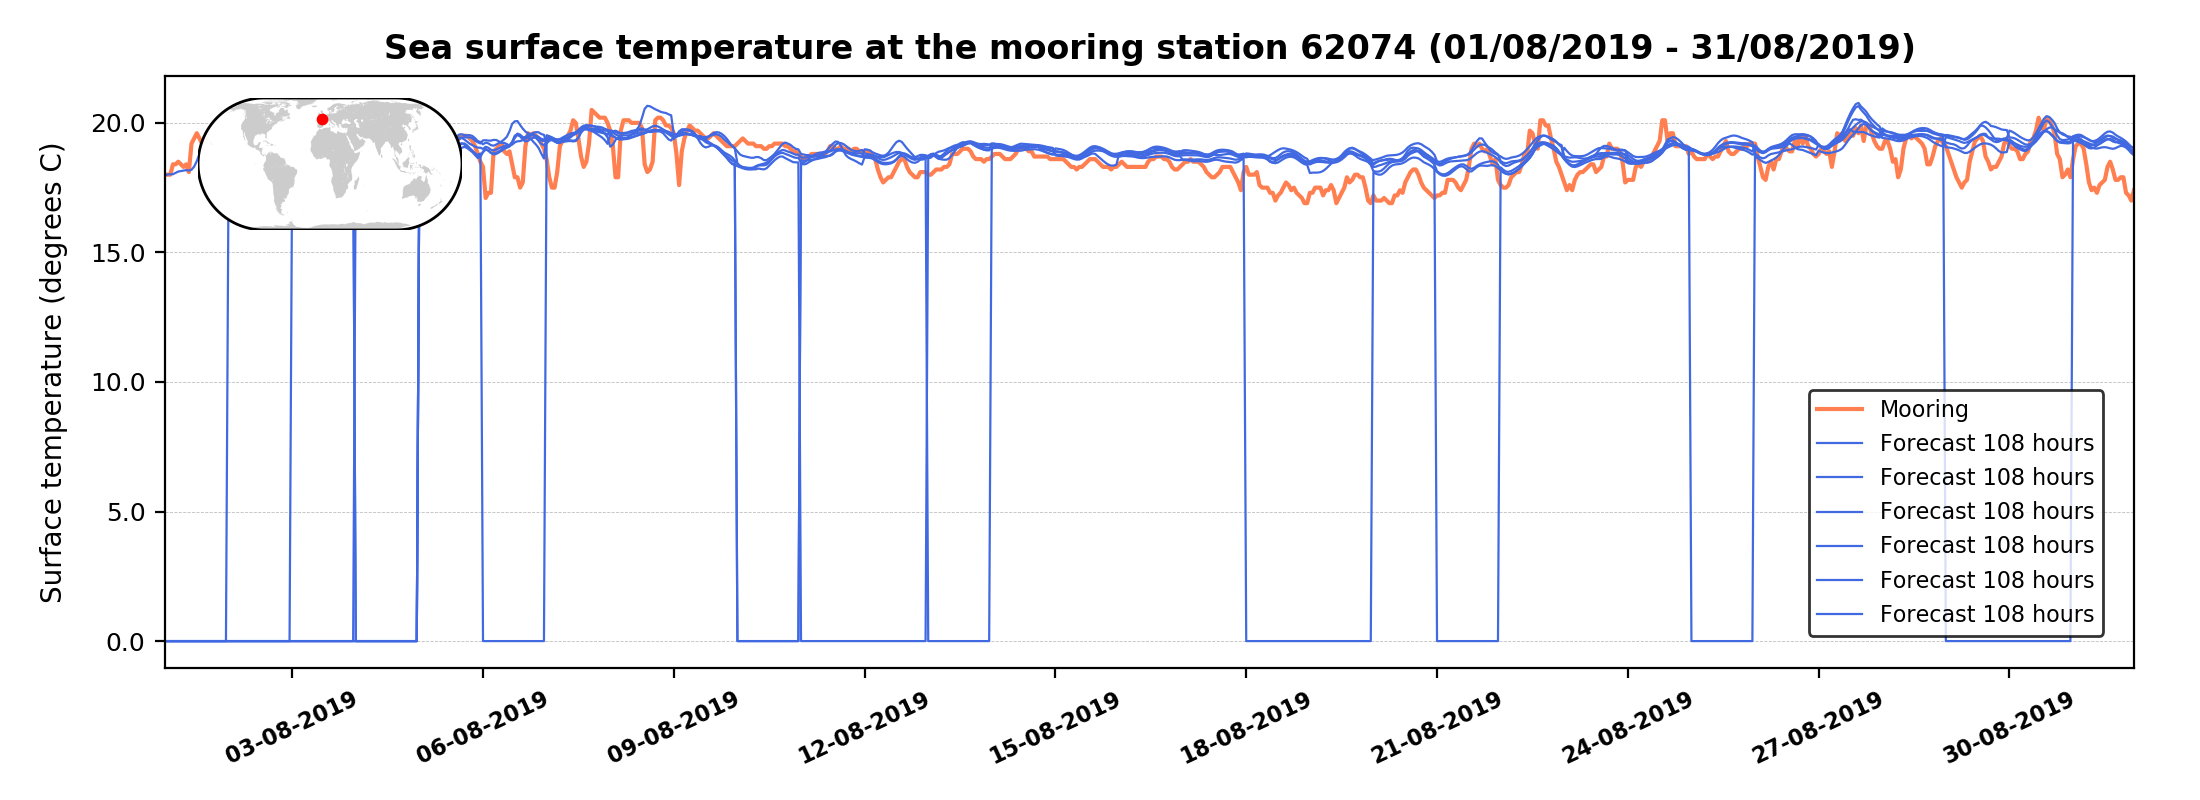 Sea surface temperature at the mooring station 62074 (01/08/2019 - 31/08/2019)
Surface temperature (degrees C)
20.0
15.0
10.0
5.0
0.0
Mooring
Forecast 108 hours
Forecast 108 hours
Forecast 108 hours
Forecast 108 hours
Forecast 108 hours
Forecast 108 hours
03-08-2019
06-08-2019
09-08-2019
12-08-2019
15-08-2019
18-08-2019
21-08-2019
24-08-2019
27-08-2019
30-08-2019